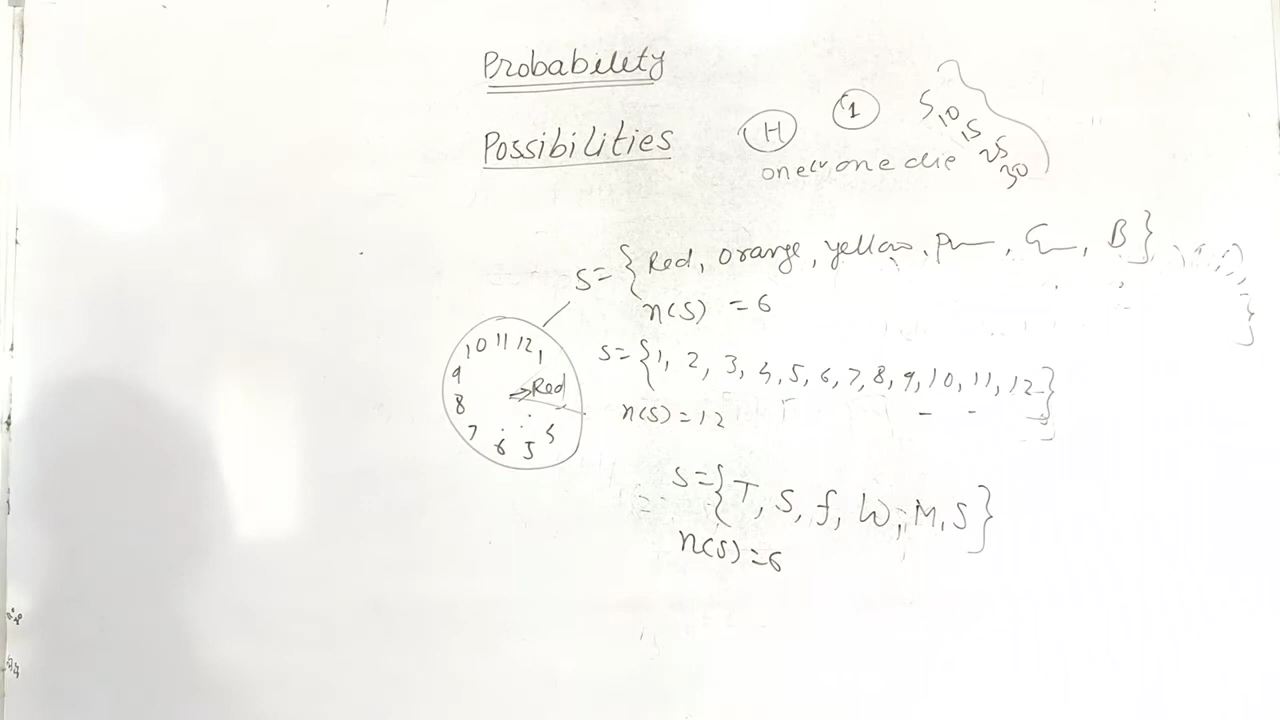 Probability
Possibilities
H
1
5, 10, 15
25
30
one one die
S = { Red, orange, yellow, B }
n(S) = 6
S = { 1, 2, 3, 4, 5, 6, 7, 8, 9, 10, 11, 12 }
n(S) = 12
10 11 12 1
9
⇒ Red
8
7 6 5
S = { T, S, f, W, M, S }
n(S) = 6